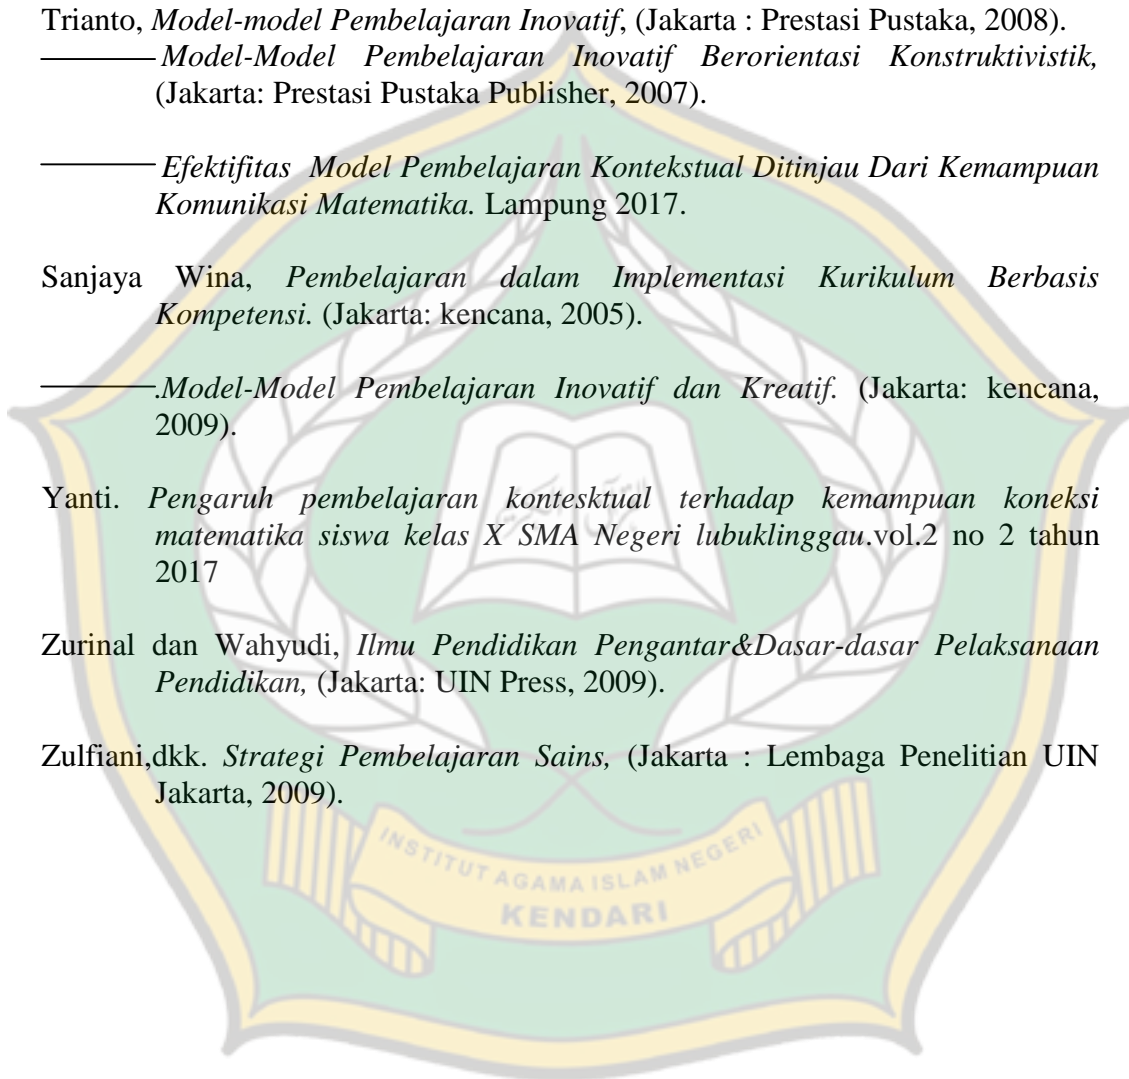 Trianto, Model-model Pembelajaran Inovatif, (Jakarta : Prestasi Pustaka, 2008).
Model-Model Pembelajaran Inovatif Berorientasi Konstruktivistik,
(Jakarta: Prestasi Pustaka Publisher, 2007).
Efektifitas Model Pembelajaran Kontekstual Ditinjau Dari Kemampuan
Komunikasi Matematika. Lampung 2017.
Sanjaya Wina, Pembelajaran dalam Implementasi Kurikulum Berbasis
Kompetensi. (Jakarta: kencana, 2005).
.Model-Model Pembelajaran Inovatif dan Kreatif. (Jakarta: kencana,
2009).
Yanti. Pengaruh pembelajaran kontesktual terhadap kemampuan koneksi
matematika siswa kelas X SMA Negeri lubuklinggau.vol.2 no 2 tahun
2017
Zurinal dan Wahyudi, Ilmu Pendidikan Pengantar&Dasar-dasar Pelaksanaan
Pendidikan, (Jakarta: UIN Press, 2009).
Zulfiani,dkk. Strategi Pembelajaran Sains, (Jakarta : Lembaga Penelitian UIN
Jakarta, 2009).
INSTITUT AGAMA ISLAM NEGERI
KENDARI